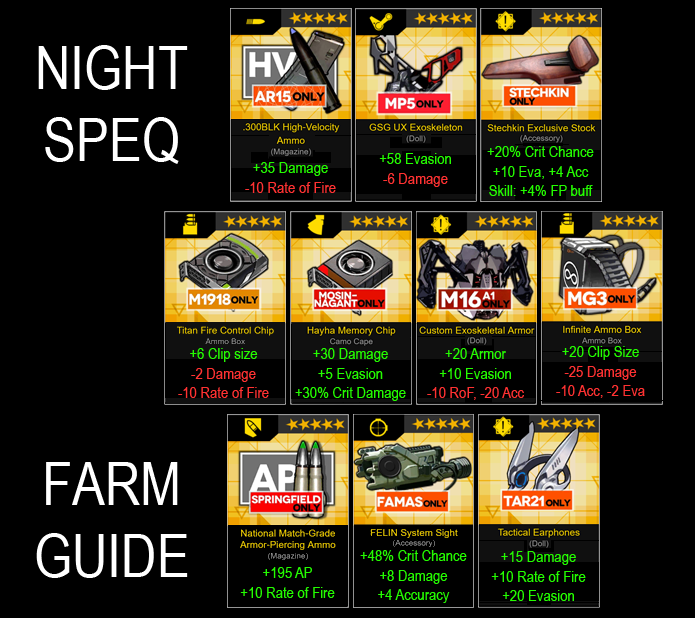 NIGHT
SPEQ
HV
AR15 ONLY
.300BLK High-Velocity
Ammo
(Magazine)
+35 Damage
-10 Rate of Fire
MP5 ONLY
GSG UX Exoskeleton
(Doll)
+58 Evasion
-6 Damage
STECHKIN
ONLY
Stechkin Exclusive Stock
(Accessory)
+20% Crit Chance
+10 Eva, +4 Acc
Skill: +4% FP buff
M1918 ONLY
Titan Fire Control Chip
Ammo Box
+6 Clip size
-2 Damage
-10 Rate of Fire
MOSIN-
NAGANT ONLY
Hayha Memory Chip
Camo Cape
+30 Damage
+5 Evasion
+30% Crit Damage
M16 A1 ONLY
Custom Exoskeletal Armor
(Doll)
+20 Armor
+10 Evasion
-10 RoF, -20 Acc
MG3 ONLY
Infinite Ammo Box
Ammo Box
+20 Clip Size
-25 Damage
-10 Acc, -2 Eva
FARM
GUIDE
AP
SPRINGFIELD
ONLY
National Match-Grade
Armor-Piercing Ammo
(Magazine)
+195 AP
+10 Rate of Fire
FAMAS ONLY
FELIN System Sight
(Accessory)
+48% Crit Chance
+8 Damage
+4 Accuracy
TAR21 ONLY
Tactical Earphones
(Doll)
+15 Damage
+10 Rate of Fire
+20 Evasion